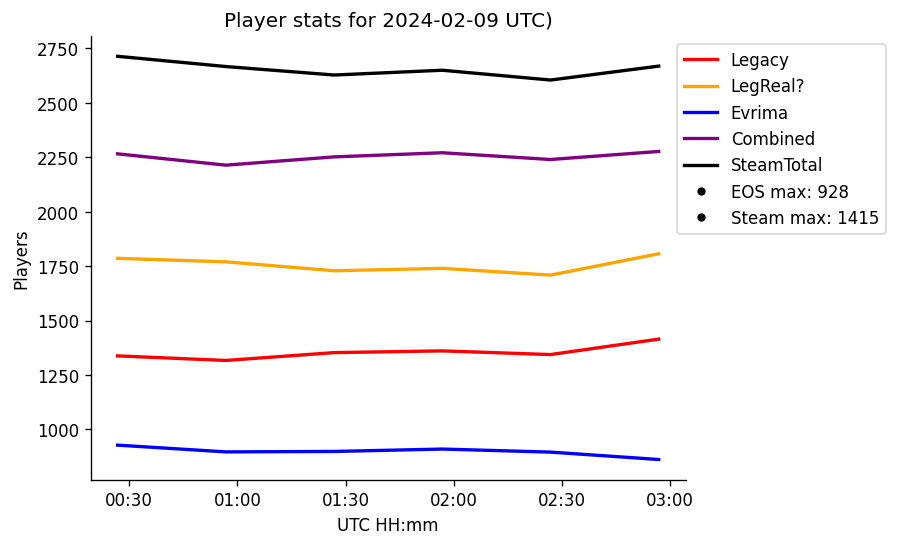 Player stats for 2024-02-09 UTC)
2750
2500
2250
2000
1750
1500
1250
1000
Players
00:30 01:00 01:30 02:00 02:30 03:00
UTC HH:mm
Legacy
LegReal?
Evrima
Combined
SteamTotal
EOS max: 928
Steam max: 1415